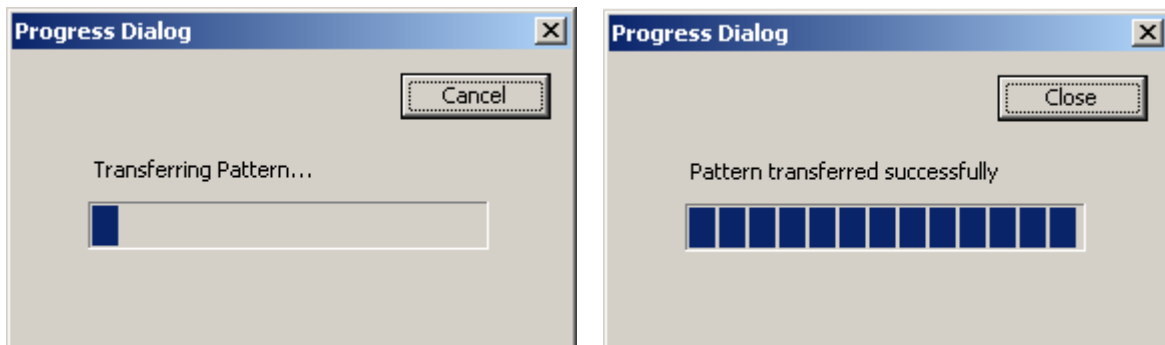 Progress Dialog
Cancel
Transferring Pattern...
Progress Dialog
Close
Pattern transferred successfully